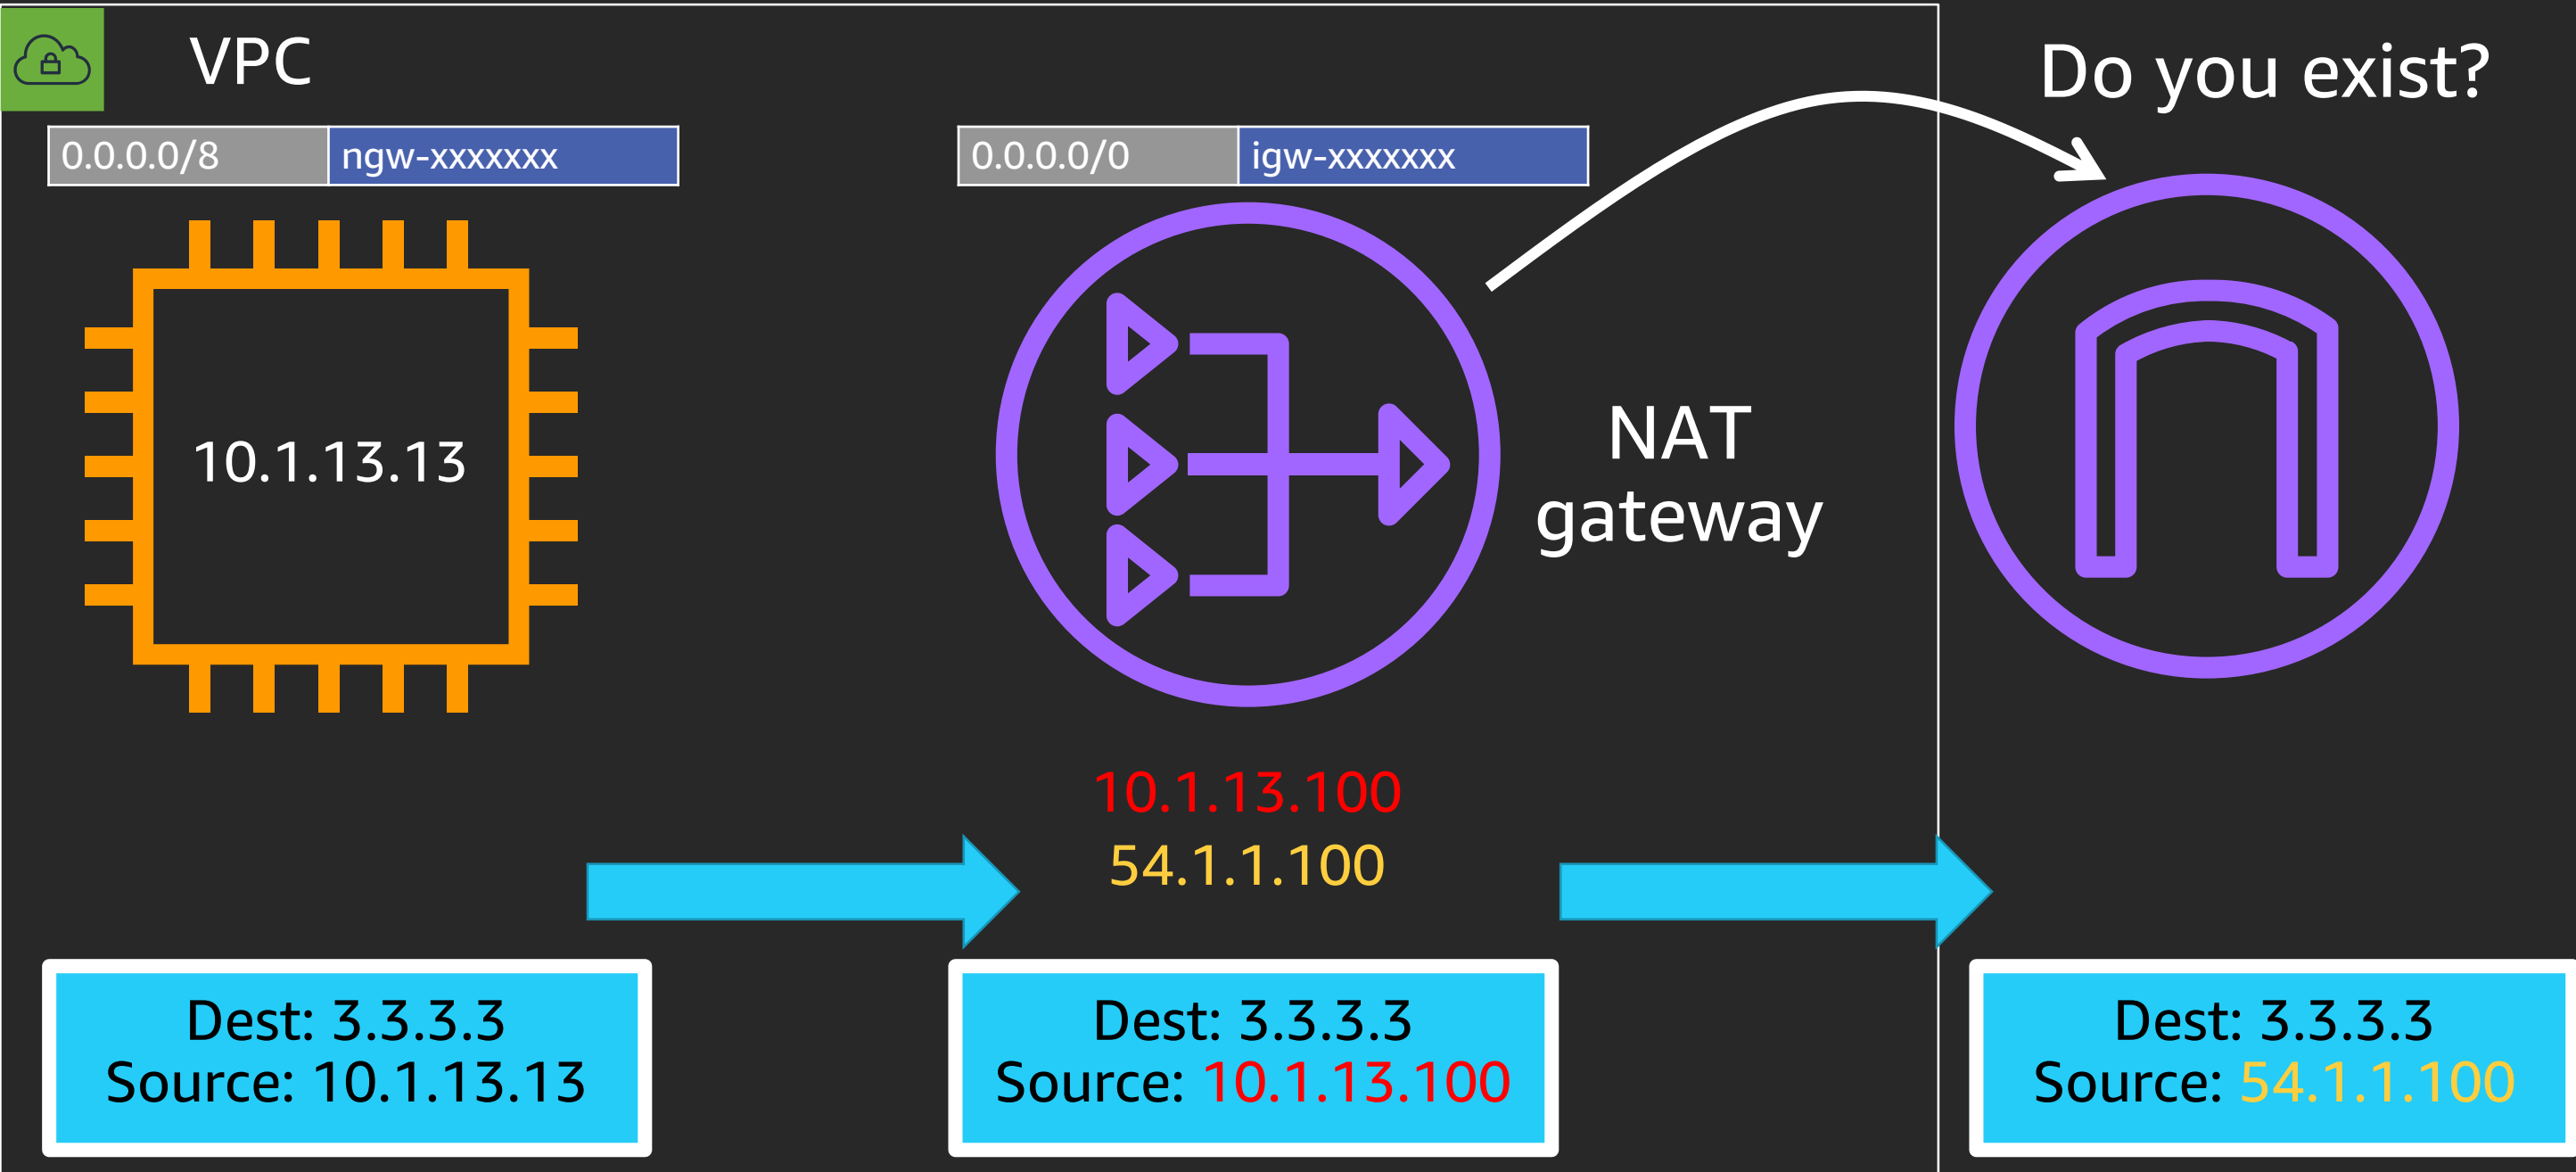 VPC
Do you exist?
0.0.0.0/8 ngw-xxxxxxx
0.0.0.0/0 igw-xxxxxxx
10.1.13.13
NAT
gateway
10.1.13.100
54.1.1.100
Dest: 3.3.3.3
Source: 10.1.13.13
Dest: 3.3.3.3
Source: 10.1.13.100
Dest: 3.3.3.3
Source: 54.1.1.100